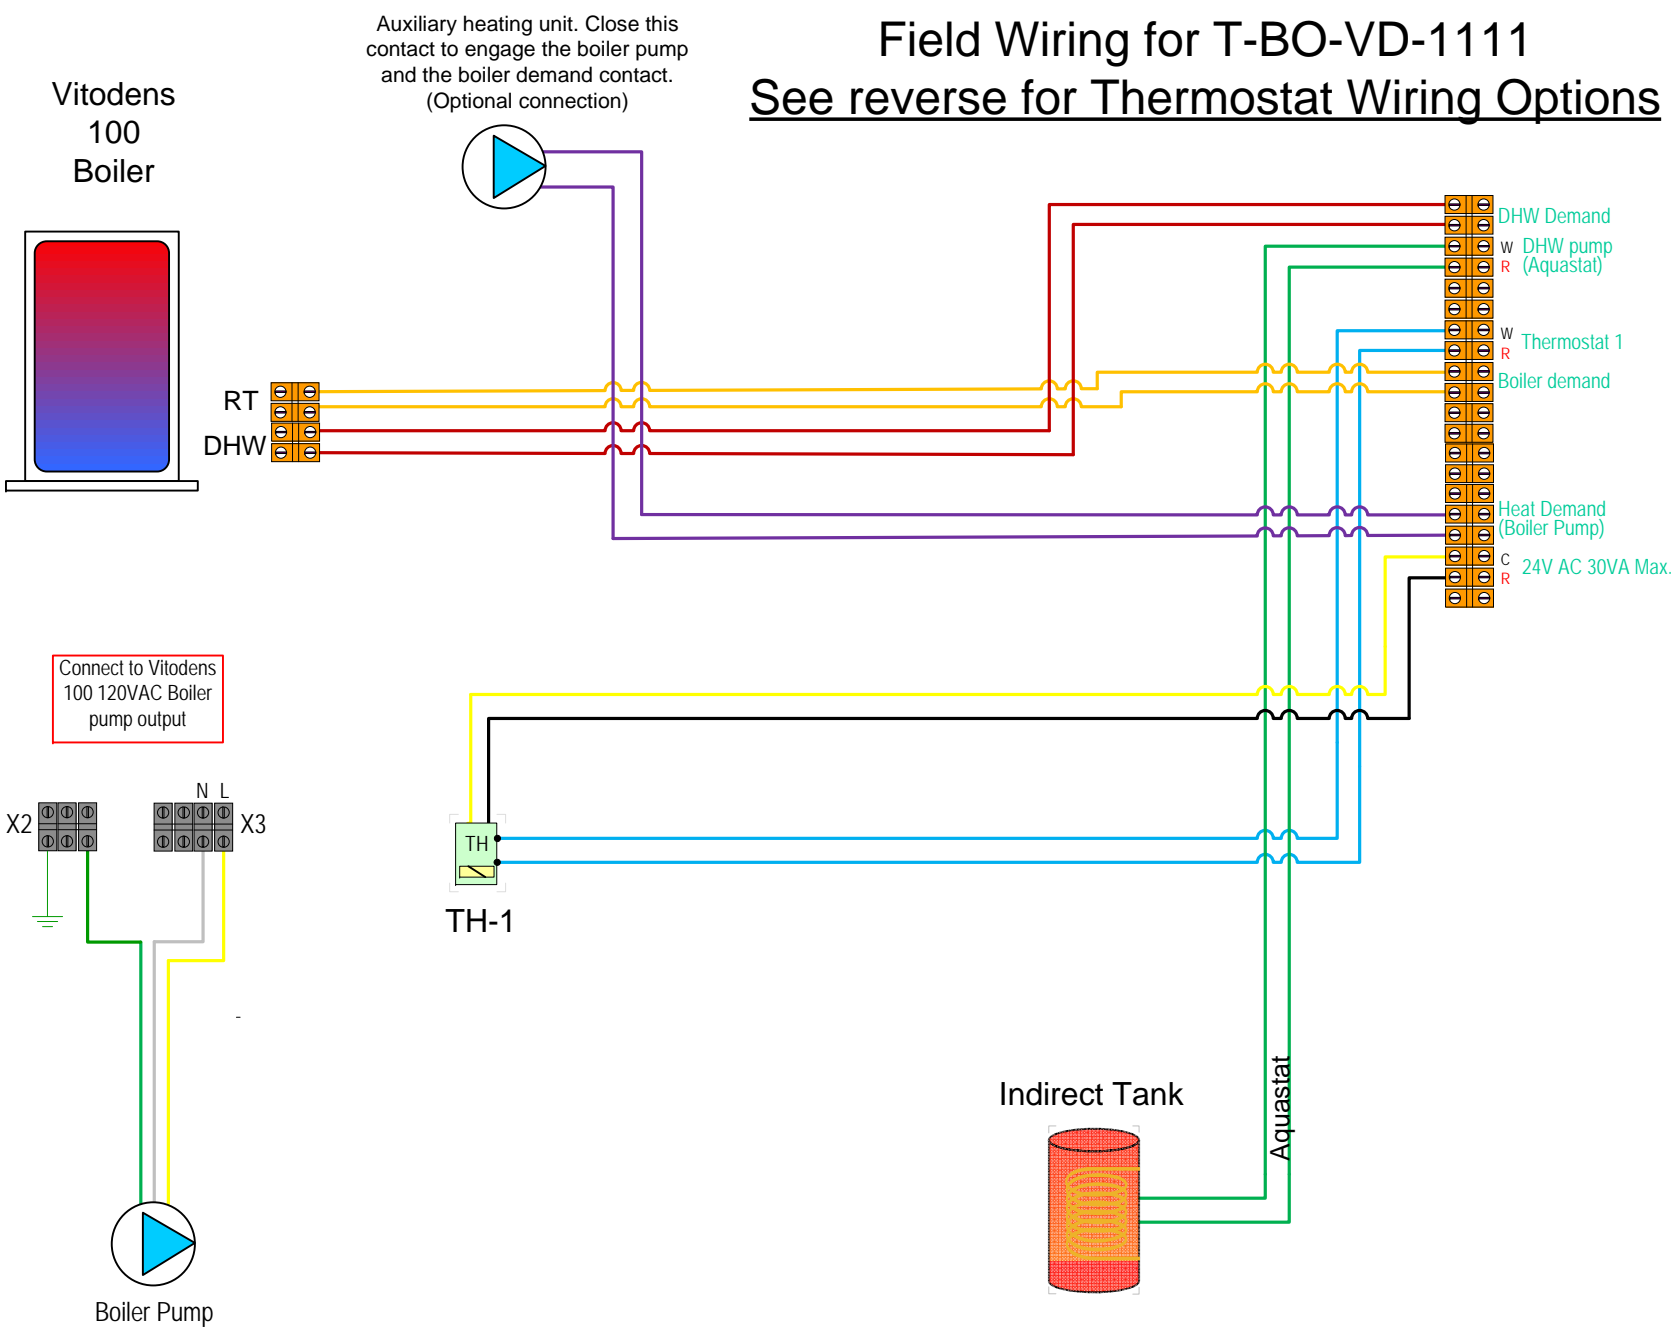 Auxiliary heating unit. Close this
contact to engage the boiler pump
and the boiler demand contact.
(Optional connection)
Field Wiring for T-BO-VD-1111
See reverse for Thermostat Wiring Options
Vitodens
100
Boiler
DHW Demand
W DHW pump
R (Aquastat)
W Thermostat 1
R
Boiler demand
RT
DHW
Heat Demand
(Boiler Pump)
C 24V AC 30VA Max.
R
Connect to Vitodens
100 120VAC Boiler
pump output
N L
X2
X3
TH
TH-1
-
Aquastat
Indirect Tank
Boiler Pump